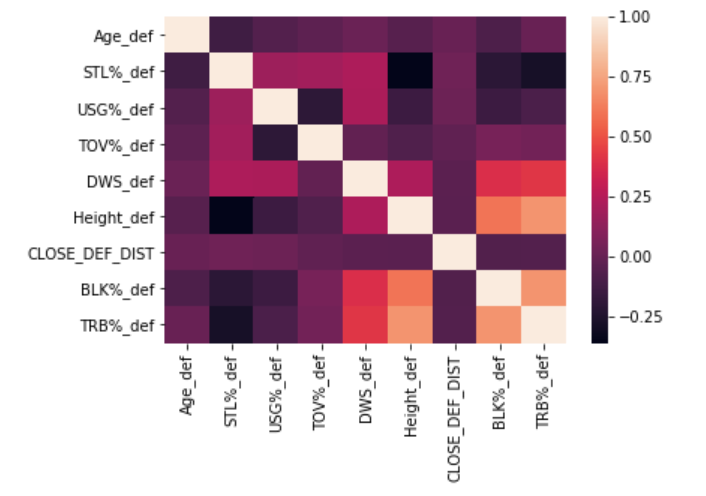 Age_def
STL%_def
USG%_def
TOV%_def
DWS_def
Height_def
CLOSE_DEF_DIST
BLK%_def
TRB%_def
Age_def
STL%_def
USG%_def
TOV%_def
DWS_def
Height_def
CLOSE_DEF_DIST
BLK%_def
TRB%_def
1.00
0.75
0.50
0.25
0.00
−0.25